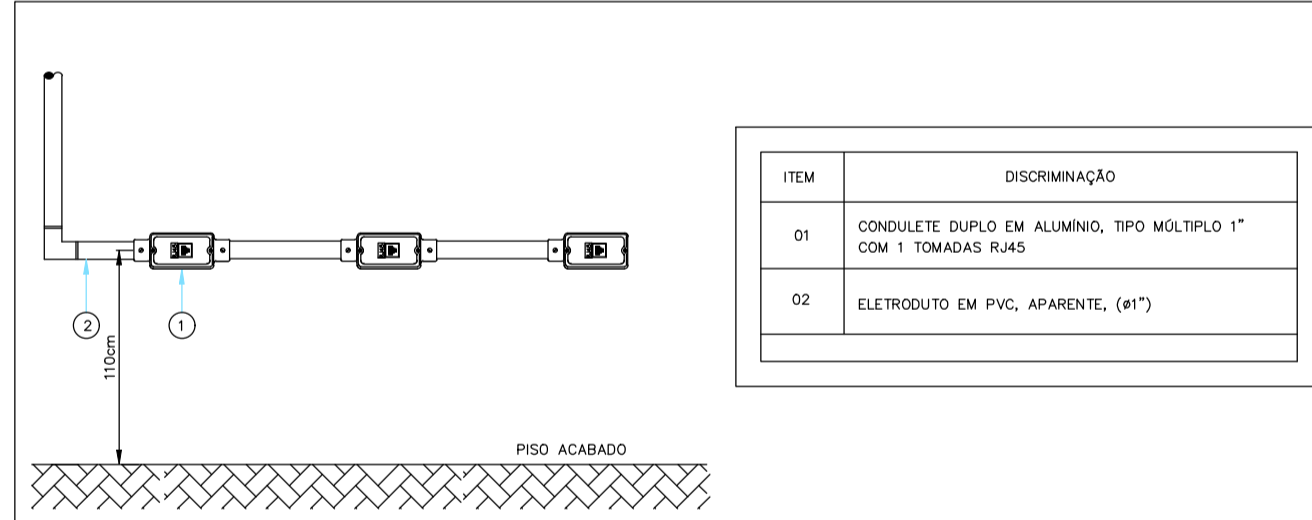 2
1
110cm
PISO ACABADO
ITEM DISCRIMINAÇÃO
01 CONDULETE DUPLO EM ALUMÍNIO, TIPO MÚLTIPLO 1"
COM 1 TOMADAS RJ45
02 ELETRODUTO EM PVC, APARENTE, (ø1")